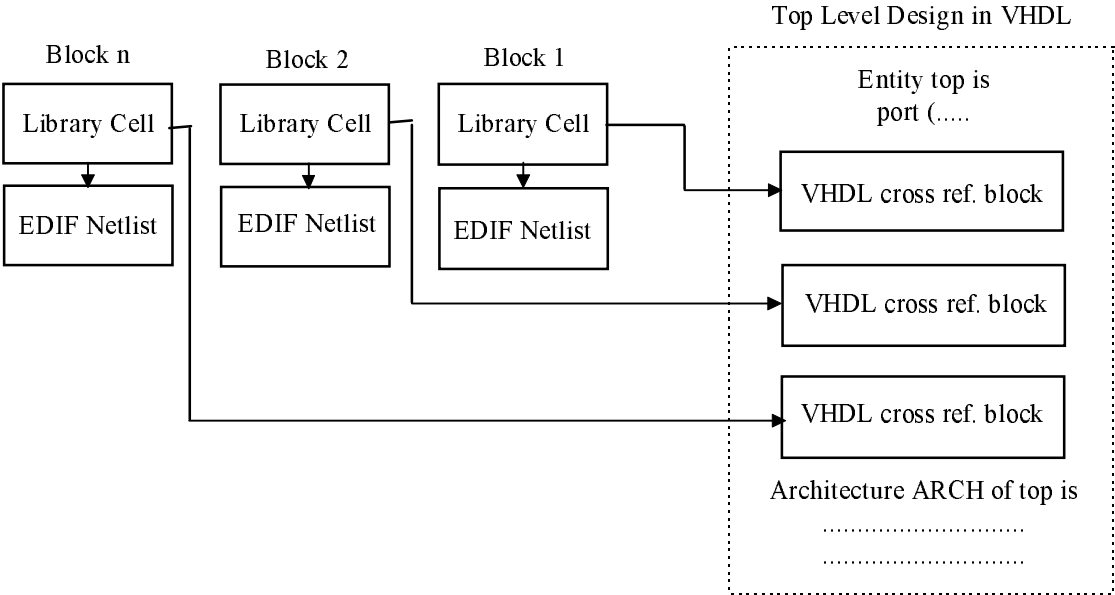 Top Level Design in VHDL
Block n
Block 2
Block 1
Entity top is
port (.....
Library Cell
Library Cell
Library Cell
VHDL cross ref. block
EDIF Netlist
EDIF Netlist
EDIF Netlist
VHDL cross ref. block
VHDL cross ref. block
Architecture ARCH of top is
..............................
..............................